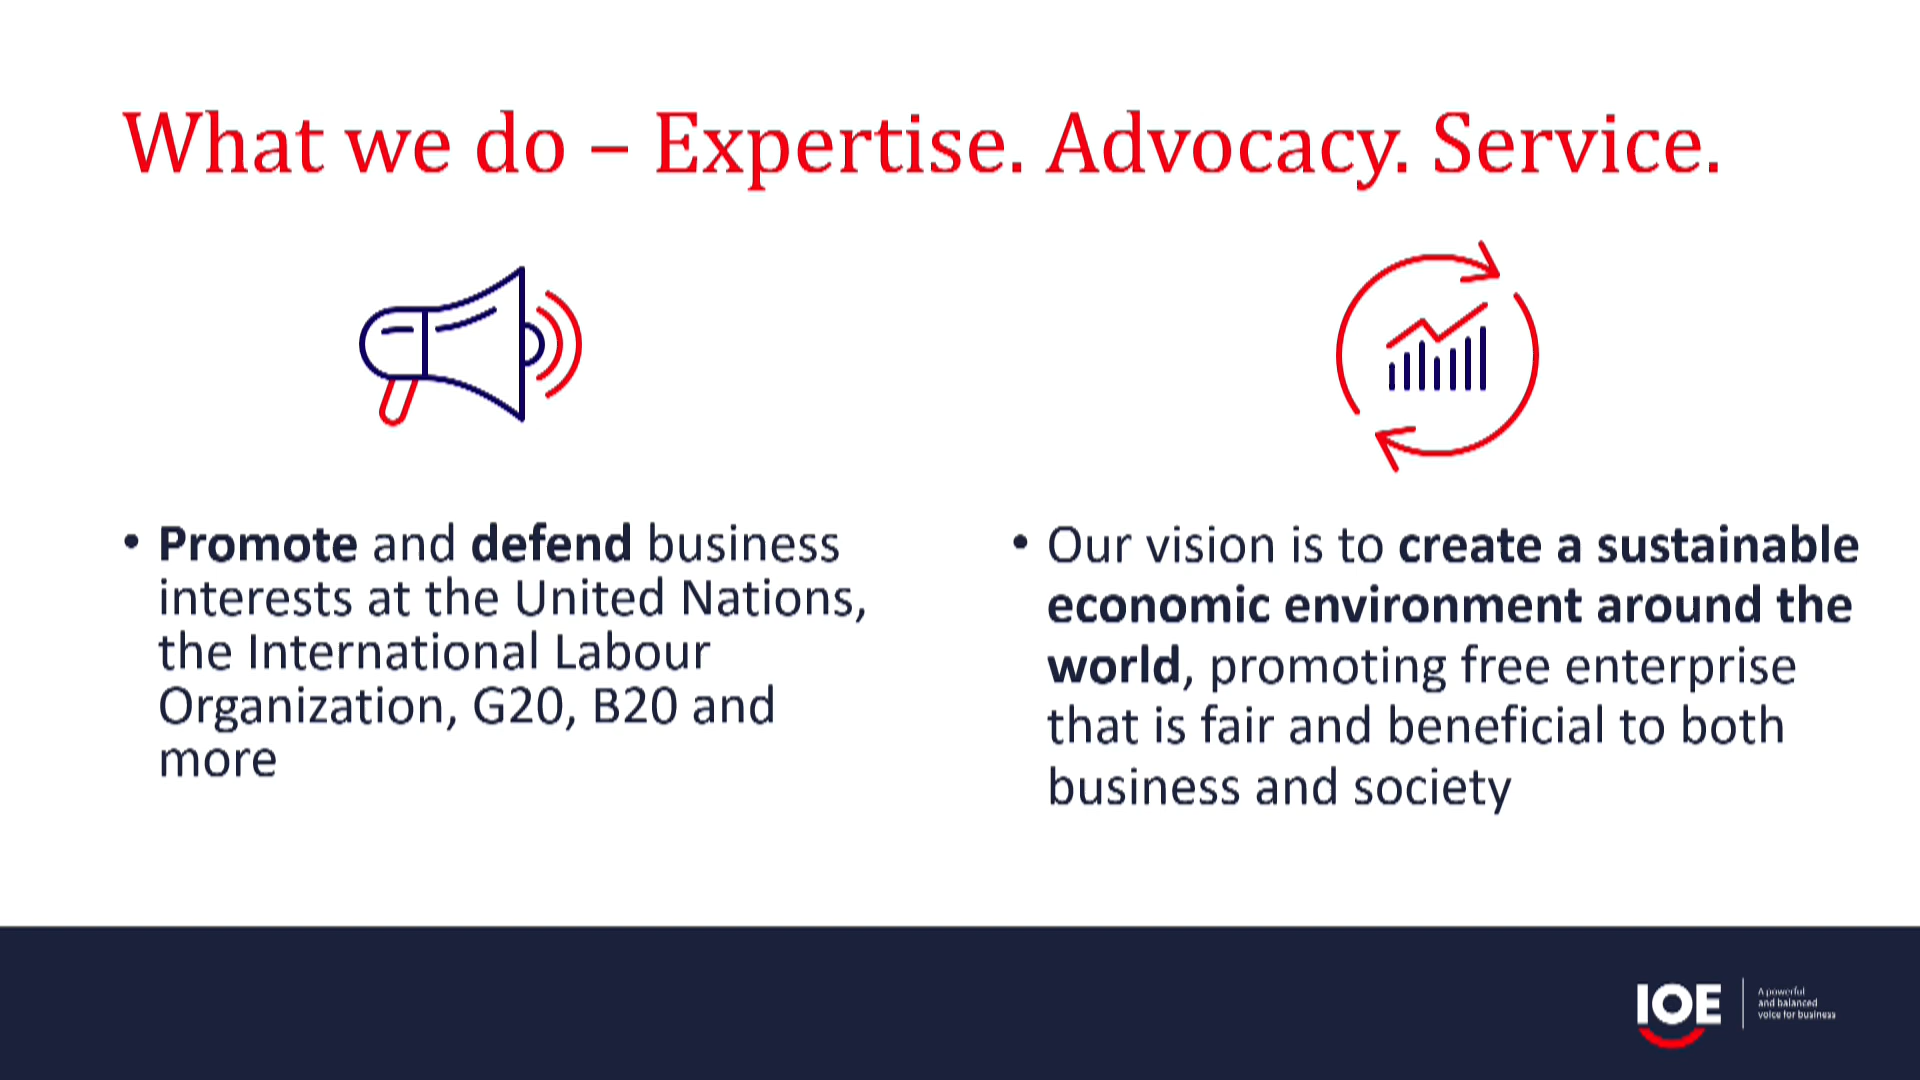 What we do – Expertise. Advocacy. Service.
• Promote and defend business
interests at the United Nations,
the International Labour
Organization, G20, B20 and
more
• Our vision is to create a sustainable
economic environment around the
world, promoting free enterprise
that is fair and beneficial to both
business and society
IOE
A powerful
and balanced
voice for business